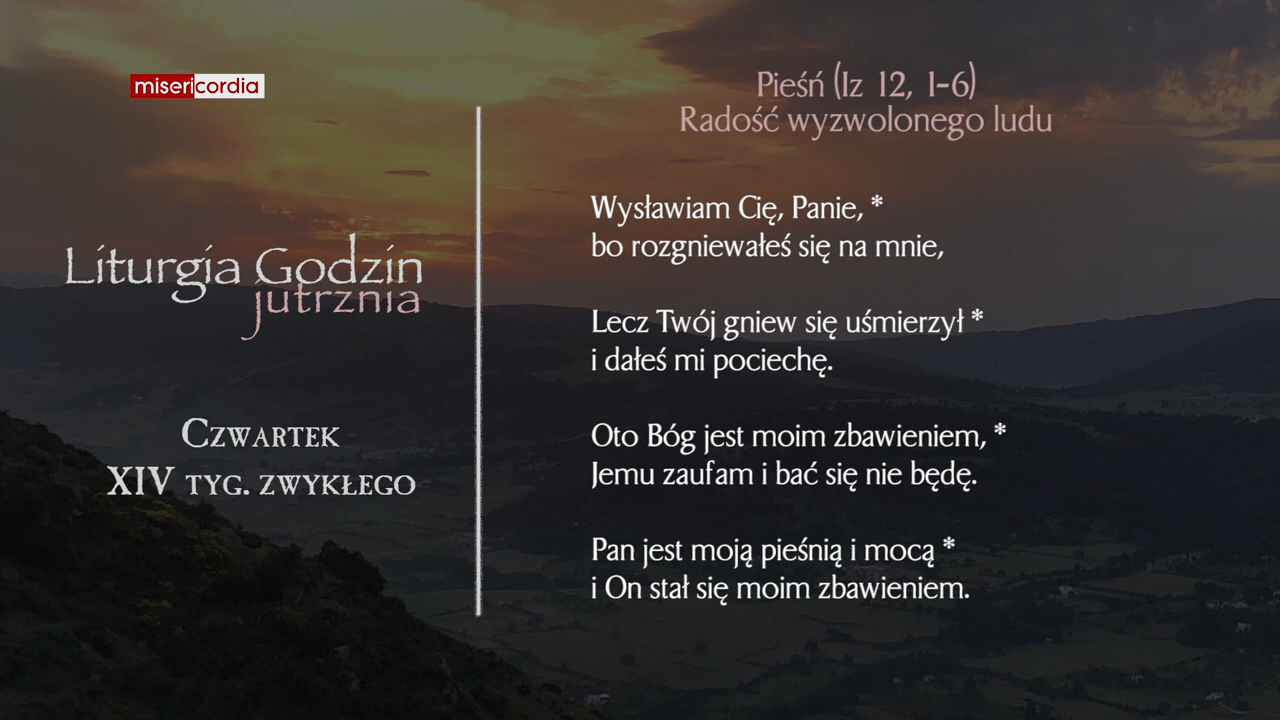 misericordia
Liturgia Godzin
jutrznia
Czwartek
XIV tyg. zwykłego
Pieśń (Iz 12, 1-6)
Radość wyzwolonego ludu
Wysławiam Cię, Panie, *
bo rozgniewałeś się na mnie,
Lecz Twój gniew się uśmierzył *
i dałeś mi pociechę.
Oto Bóg jest moim zbawieniem, *
Jemu zaufam i bać się nie będę.
Pan jest moją pieśnią i mocą *
i On stał się moim zbawieniem.